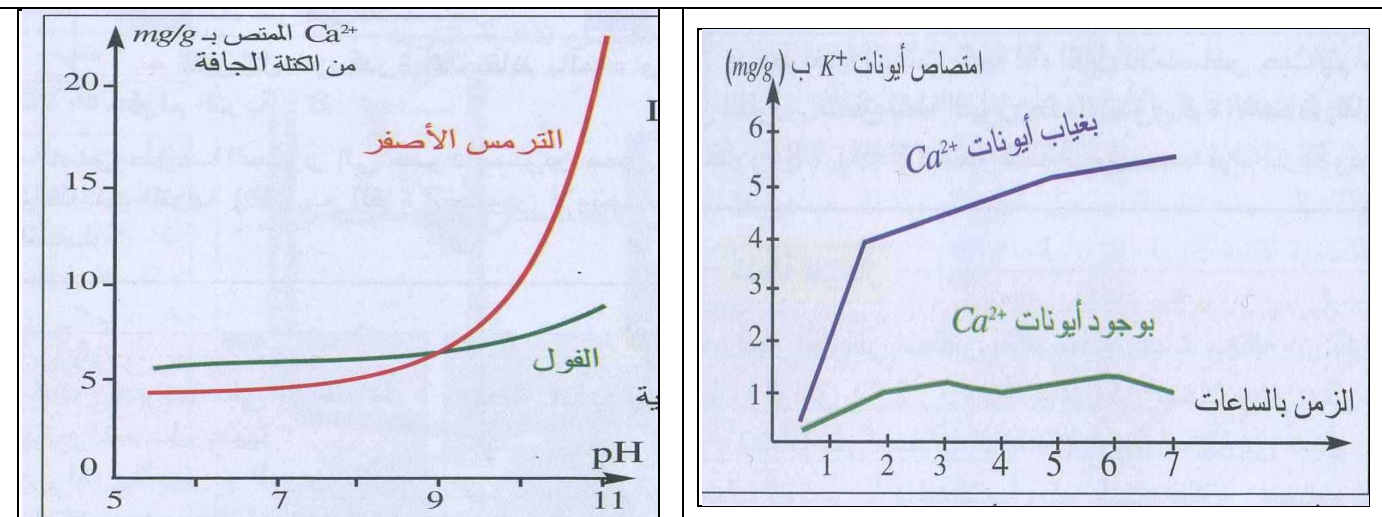 Ca²⁺ الممتص بـ mg/g
من الكتلة الجافة
20
15
10
5
0
الترمس الأصفر
الفول
pH
5
7
9
11
امتصاص أيونات K⁺ ب (mg/g)
6
5
4
3
2
1
بغياب أيونات Ca²⁺
بوجود أيونات Ca²⁺
الزمن بالساعات
1 2 3 4 5 6 7